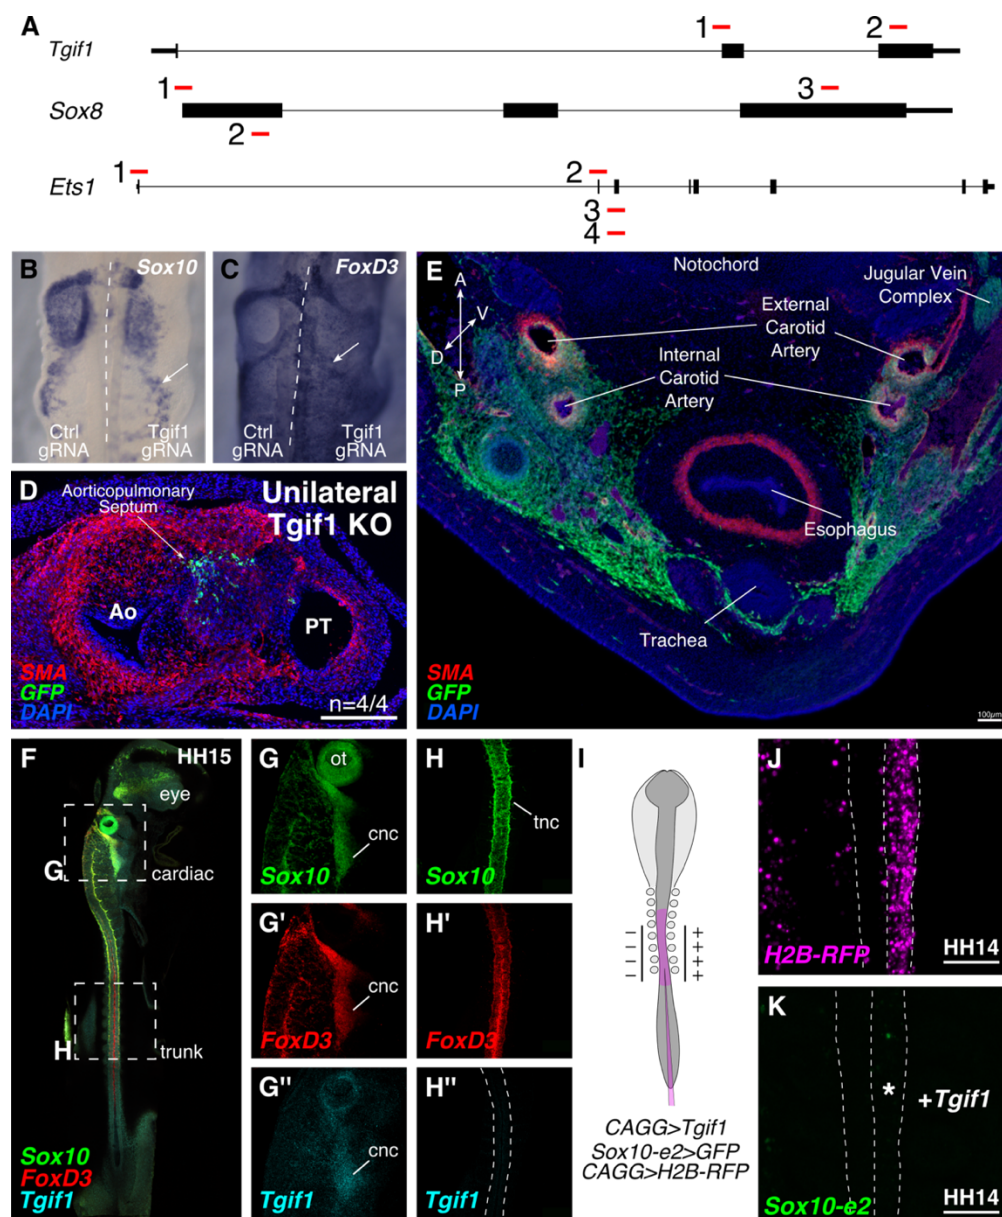 A
Tgif1
1
2
Sox8
1
2
3
Ets1
1
2
3
4
B
Sox10
Ctrl
gRNA
Tgif1
gRNA
C
FoxD3
Ctrl
gRNA
Tgif1
gRNA
D
Aorticopulmonary
Septum
Unilateral
Tgif1 KO
Ao
PT
SMA
GFP
DAPI
n=4/4
E
Notochord
A
V
D
P
Jugular Vein
Complex
External
Carotid
Artery
Internal
Carotid
Artery
Esophagus
Trachea
SMA
GFP
DAPI
100µm
F
HH15
eye
G
cardiac
H
trunk
Sox10
FoxD3
Tgif1
G
ot
cnc
Sox10
H
tnc
Sox10
G'
cnc
FoxD3
H'
FoxD3
G''
cnc
Tgif1
H''
Tgif1
I
− +
− +
− +
− +
CAGG>Tgif1
Sox10-e2>GFP
CAGG>H2B-RFP
J
H2B-RFP
HH14
K
*
+Tgif1
Sox10-e2
HH14